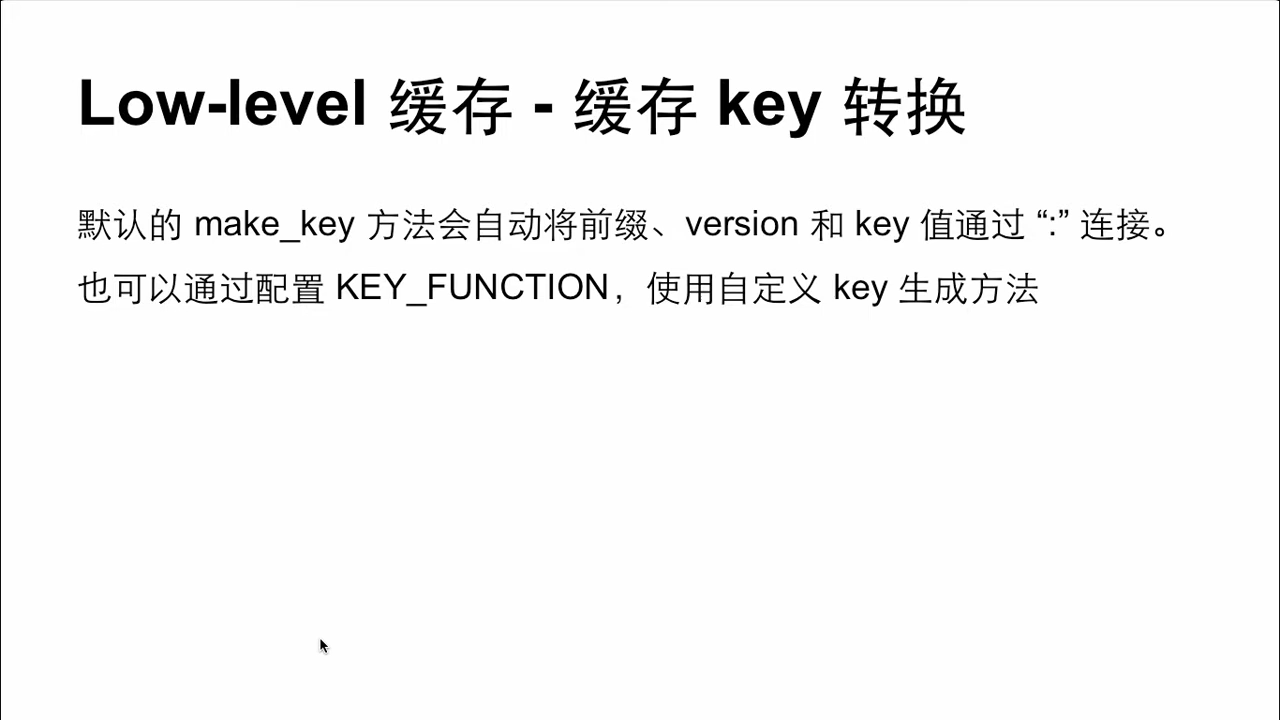 Low-level 缓存 - 缓存 key 转换
默认的 make_key 方法会自动将前缀、version 和 key 值通过 “:” 连接。
也可以通过配置 KEY_FUNCTION，使用自定义 key 生成方法